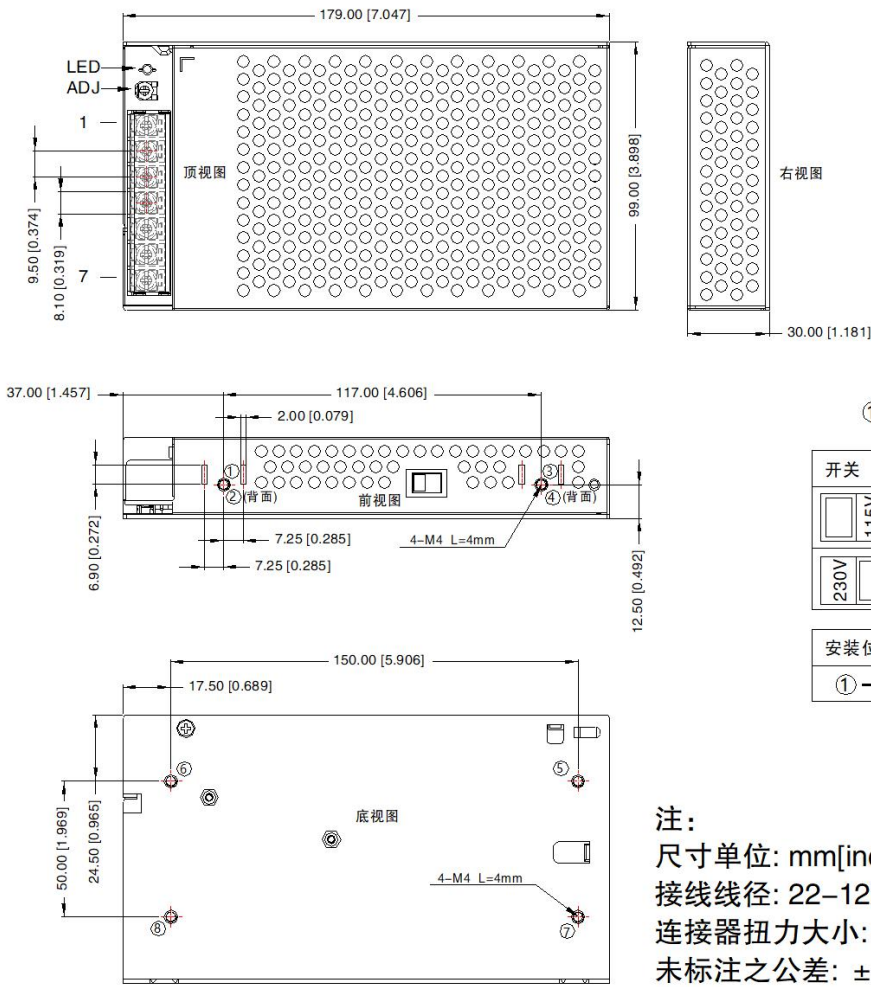 179.00 [7.047]
LED
ADJ
1
7
9.50 [0.374]
8.10 [0.319]
顶视图
99.00 [3.898]
右视图
30.00 [1.181]
37.00 [1.457]
117.00 [4.606]
2.00 [0.079]
①
③
②(背面)
前视图
④(背面)
6.90 [0.272]
7.25 [0.285]
7.25 [0.285]
4-M4 L=4mm
12.50 [0.492]
开关
115V
230V
安装位
①
150.00 [5.906]
17.50 [0.689]
⑥
⑤
50.00 [1.969]
24.50 [0.965]
底视图
4-M4 L=4mm
⑧
⑦
注:
尺寸单位: mm[in
接线线径: 22-12
连接器扭力大小:
未标注之公差: ±